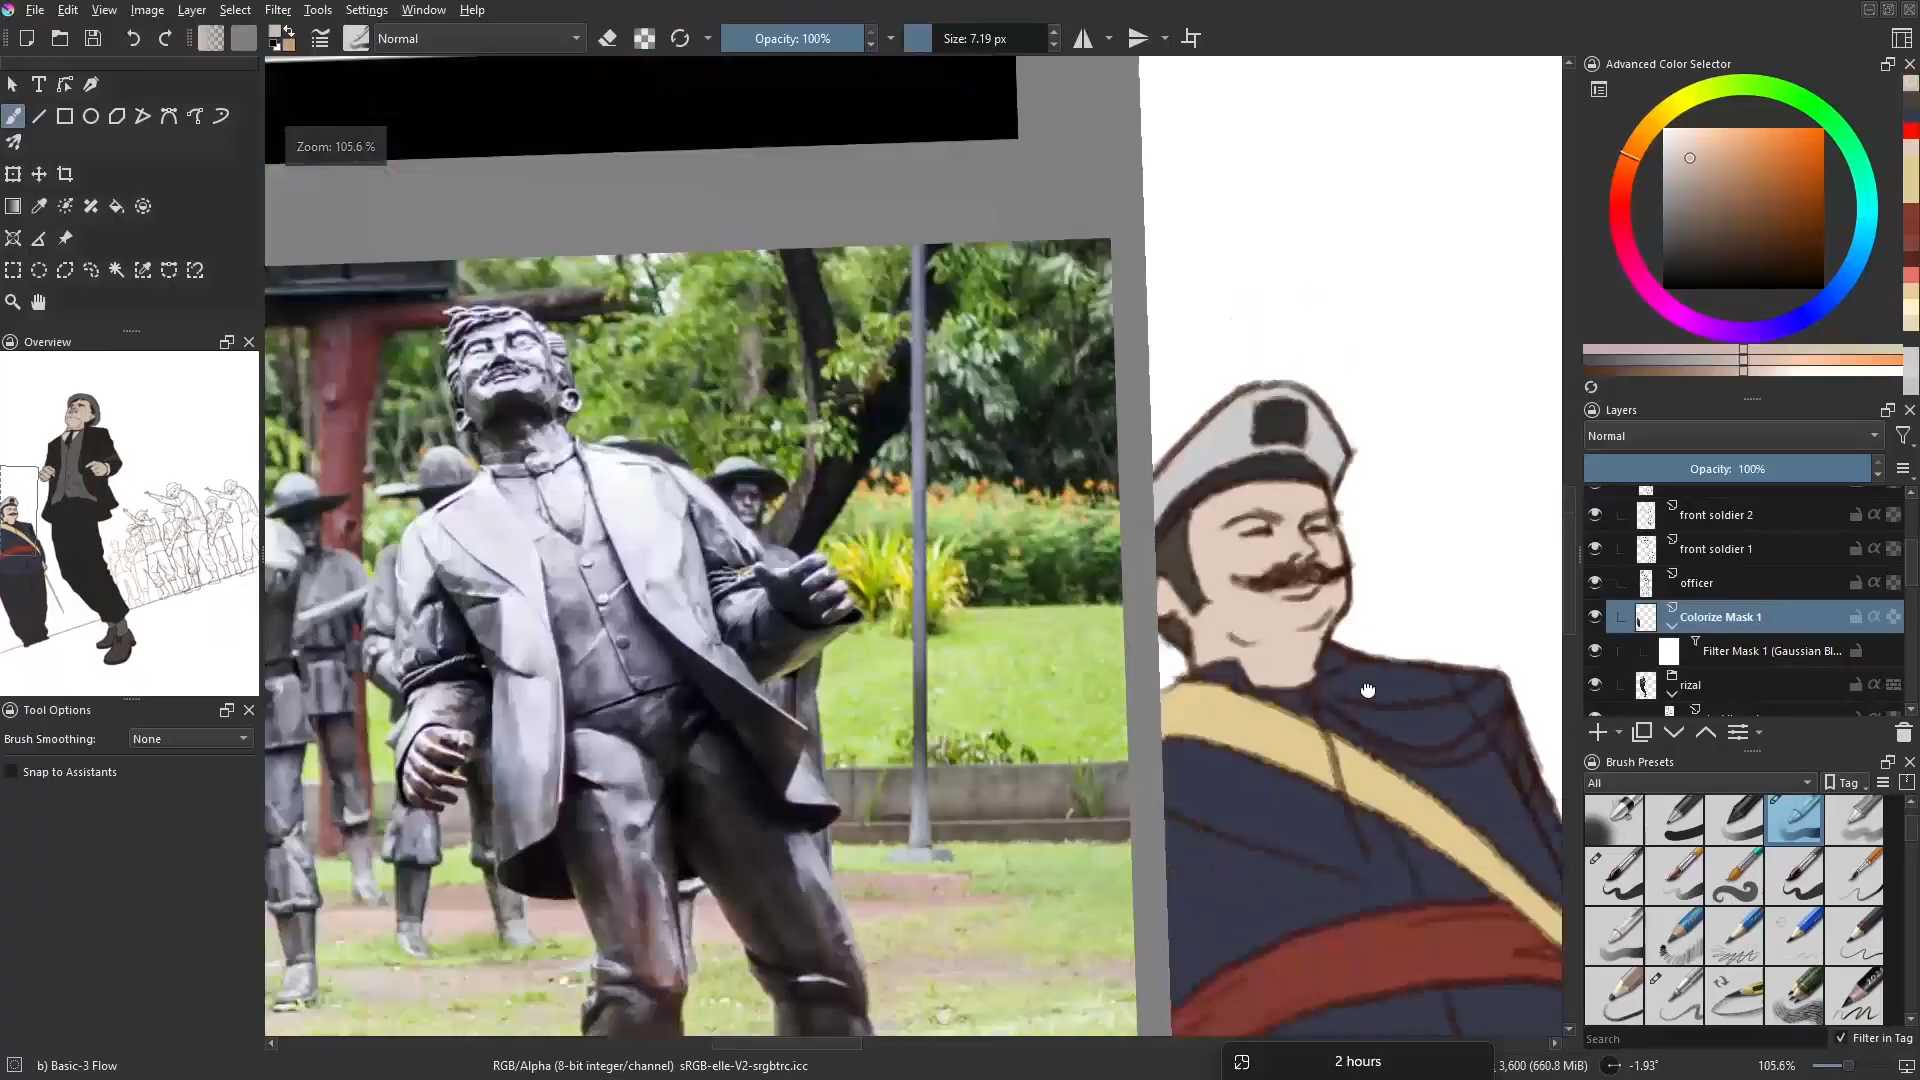 File Edit View Image Layer Select Filter Tools Settings Window Help
Normal
Opacity: 100%
Size: 7.19 px
Advanced Color Selector
Zoom: 105.6 %
Overview
Layers
Normal
Opacity: 100%
front soldier 2
front soldier 1
officer
Colorize Mask 1
Filter Mask 1 (Gaussian Bl...
rizal
Tool Options
Brush Smoothing: None
Snap to Assistants
Brush Presets
All
Tag
Search
Filter in Tag
b) Basic-3 Flow
RGB/Alpha (8-bit integer/channel) sRGB-elle-V2-srgbtrc.icc
2 hours
3,600 (660.8 MiB)
-1.93°
105.6%